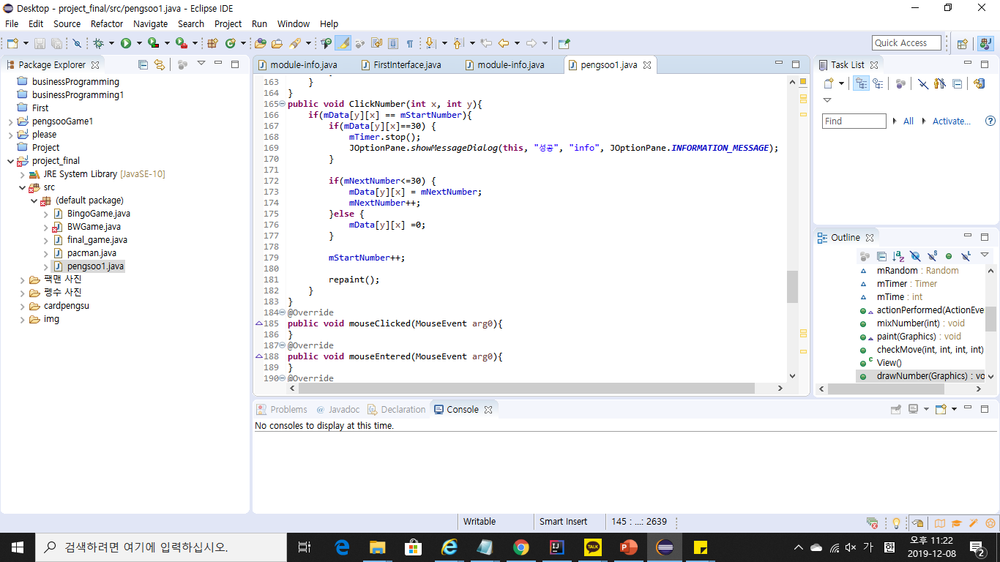 Desktop - project_final/src/pengsoo1.java - Eclipse IDE
File Edit Source Refactor Navigate Search Project Run Window Help
Quick Access
Package Explorer
businessProgramming
businessProgramming1
First
pengsooGame1
please
Project
project_final
JRE System Library [JavaSE-10]
src
(default package)
BingoGame.java
BWGame.java
final_game.java
pacman.java
pengsoo1.java
팩맨 사진
펭수 사진
cardpengsu
img
module-info.java FirstInterface.java module-info.java pengsoo1.java
163 }
164 }
165 public void ClickNumber(int x, int y){
166 if(mData[y][x] == mStartNumber){
167 if(mData[y][x]==30) {
168 mTimer.stop();
169 JOptionPane.showMessageDialog(this, "성공", "info", JOptionPane.INFORMATION_MESSAGE);
170 }
171
172 if(mNextNumber<=30) {
173 mData[y][x] = mNextNumber;
174 mNextNumber++;
175 }else {
176 mData[y][x] =0;
177 }
178
179 mStartNumber++;
180
181 repaint();
182 }
183 }
184 @Override
185 public void mouseClicked(MouseEvent arg0){
186 }
187 @Override
188 public void mouseEntered(MouseEvent arg0){
189 }
190 @Override
Task List
Find All Activate...
Outline
mRandom : Random
mTimer : Timer
mTime : int
actionPerformed(ActionEve
mixNumber(int) : void
paint(Graphics) : void
checkMove(int, int, int, int)
View()
drawNumber(Graphics) : vo
Problems @ Javadoc Declaration Console
No consoles to display at this time.
Writable Smart Insert 145 : ...: 2639
검색하려면 여기에 입력하십시오.
TALK
가 한 오후 11:22
2019-12-08
2